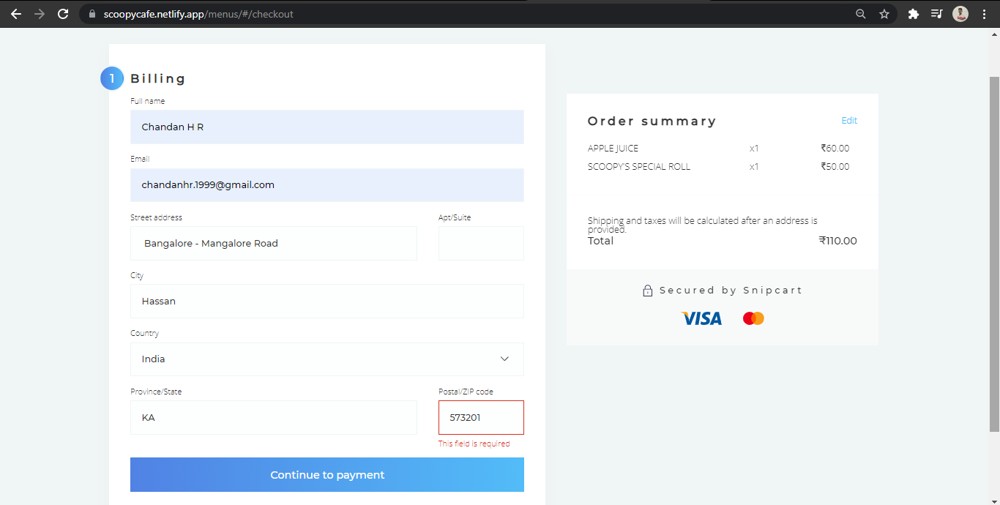 scoopycafe.netlify.app/menus/#/checkout
1 Billing
Full name
Chandan H R
Email
chandanhr.1999@gmail.com
Street address Apt/Suite
Bangalore - Mangalore Road
City
Hassan
Country
India
Province/State Postal/ZIP code
KA 573201
This field is required
Continue to payment
Order summary Edit
APPLE JUICE x1 ₹60.00
SCOOPY'S SPECIAL ROLL x1 ₹50.00
Shipping and taxes will be calculated after an address is
provided.
Total ₹110.00
Secured by Snipcart
VISA